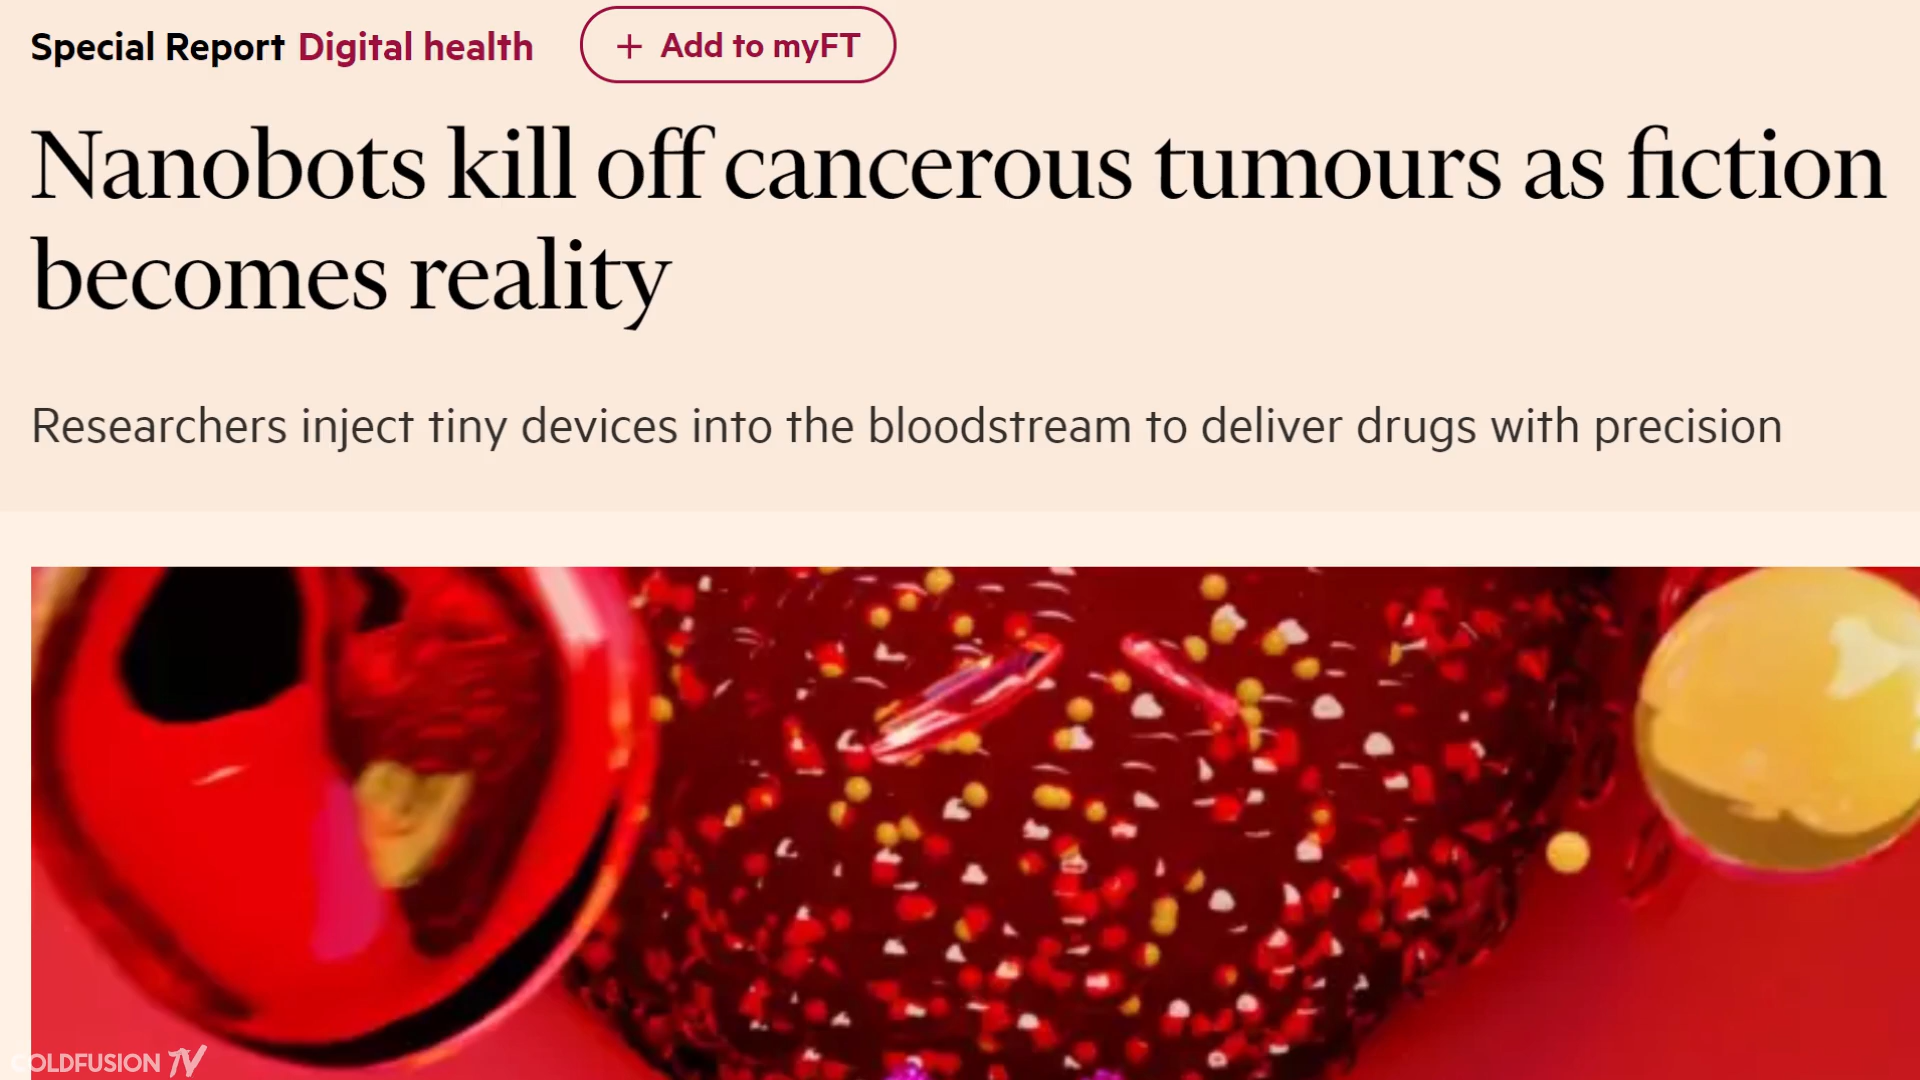 Special Report Digital health + Add to myFT
Nanobots kill off cancerous tumours as fiction
becomes reality
Researchers inject tiny devices into the bloodstream to deliver drugs with precision
COLDFUSION TV